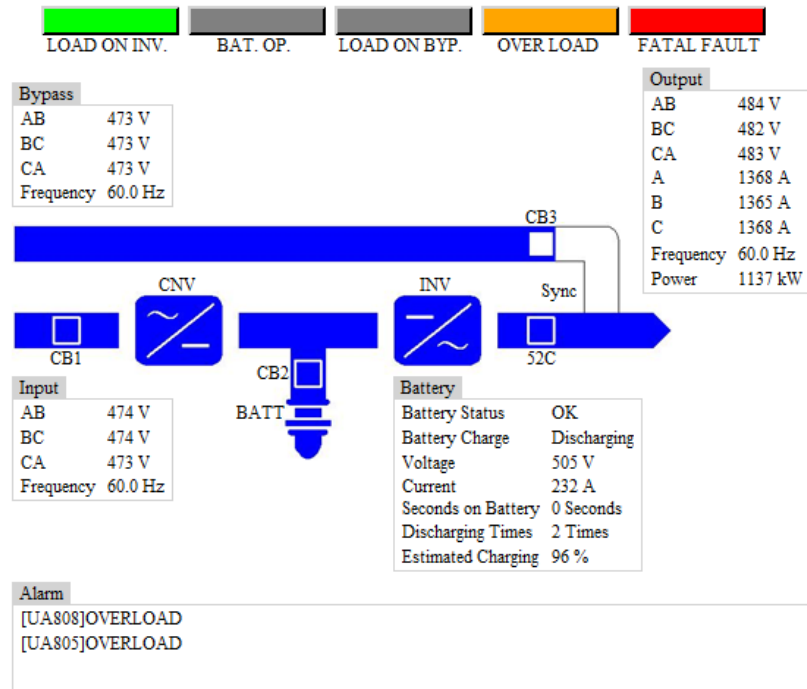 LOAD ON INV. BAT. OP. LOAD ON BYP. OVER LOAD FATAL FAULT
Bypass
AB 473 V
BC 473 V
CA 473 V
Frequency 60.0 Hz
Output
AB 484 V
BC 482 V
CA 483 V
A 1368 A
B 1365 A
C 1368 A
Frequency 60.0 Hz
Power 1137 kW
CB3
CNV
INV
Sync
CB1
52C
CB2
BATT
Input
AB 474 V
BC 474 V
CA 473 V
Frequency 60.0 Hz
Battery
Battery Status OK
Battery Charge Discharging
Voltage 505 V
Current 232 A
Seconds on Battery 0 Seconds
Discharging Times 2 Times
Estimated Charging 96 %
Alarm
[UA808]OVERLOAD
[UA805]OVERLOAD